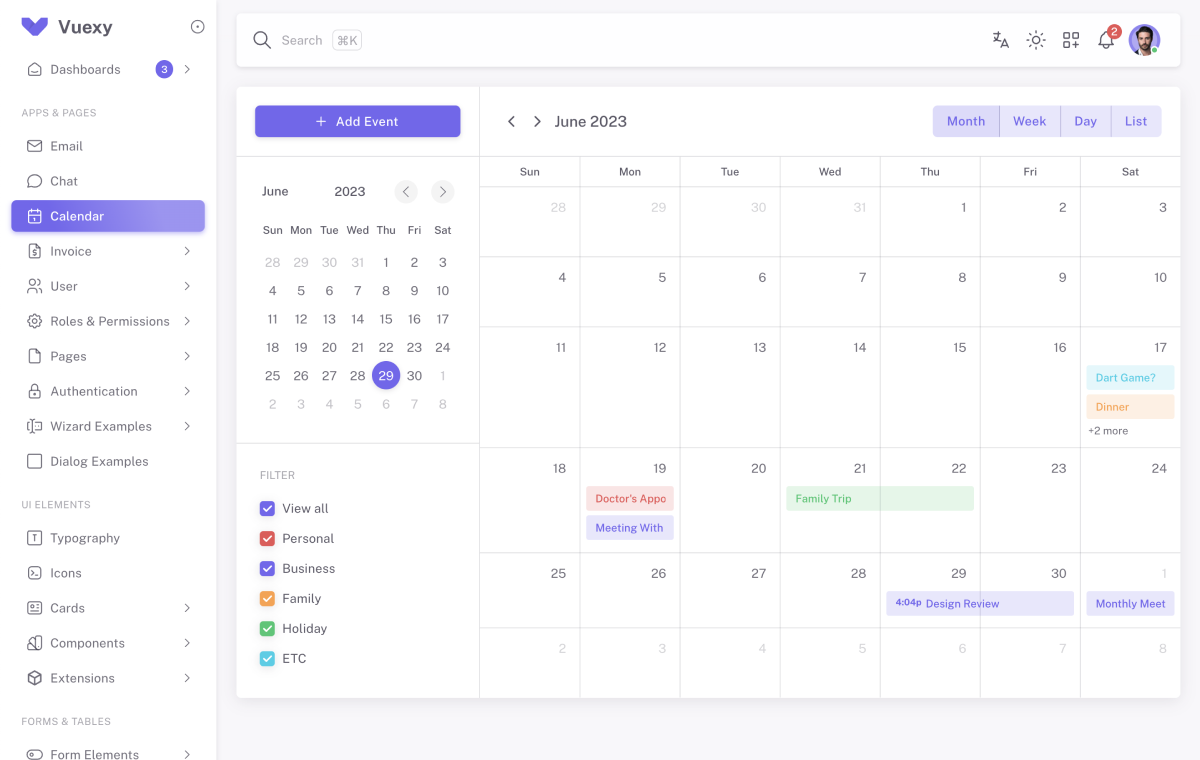 Vuexy
Dashboards 3
APPS & PAGES
Email
Chat
Calendar
Invoice
User
Roles & Permissions
Pages
Authentication
Wizard Examples
Dialog Examples
UI ELEMENTS
Typography
Icons
Cards
Components
Extensions
FORMS & TABLES
Form Elements
Search ⌘K
2
+ Add Event
June 2023
Sun Mon Tue Wed Thu Fri Sat
28 29 30 31 1 2 3
4 5 6 7 8 9 10
11 12 13 14 15 16 17
18 19 20 21 22 23 24
25 26 27 28 29 30 1
2 3 4 5 6 7 8
FILTER
View all
Personal
Business
Family
Holiday
ETC
June 2023
Month Week Day List
Sun Mon Tue Wed Thu Fri Sat
28 29 30 31 1 2 3
4 5 6 7 8 9 10
11 12 13 14 15 16 17
Dart Game?
Dinner
+2 more
18 19 20 21 22 23 24
Doctor's Appo Family Trip
Meeting With
25 26 27 28 29 30 1
4:04p Design Review Monthly Meet
2 3 4 5 6 7 8